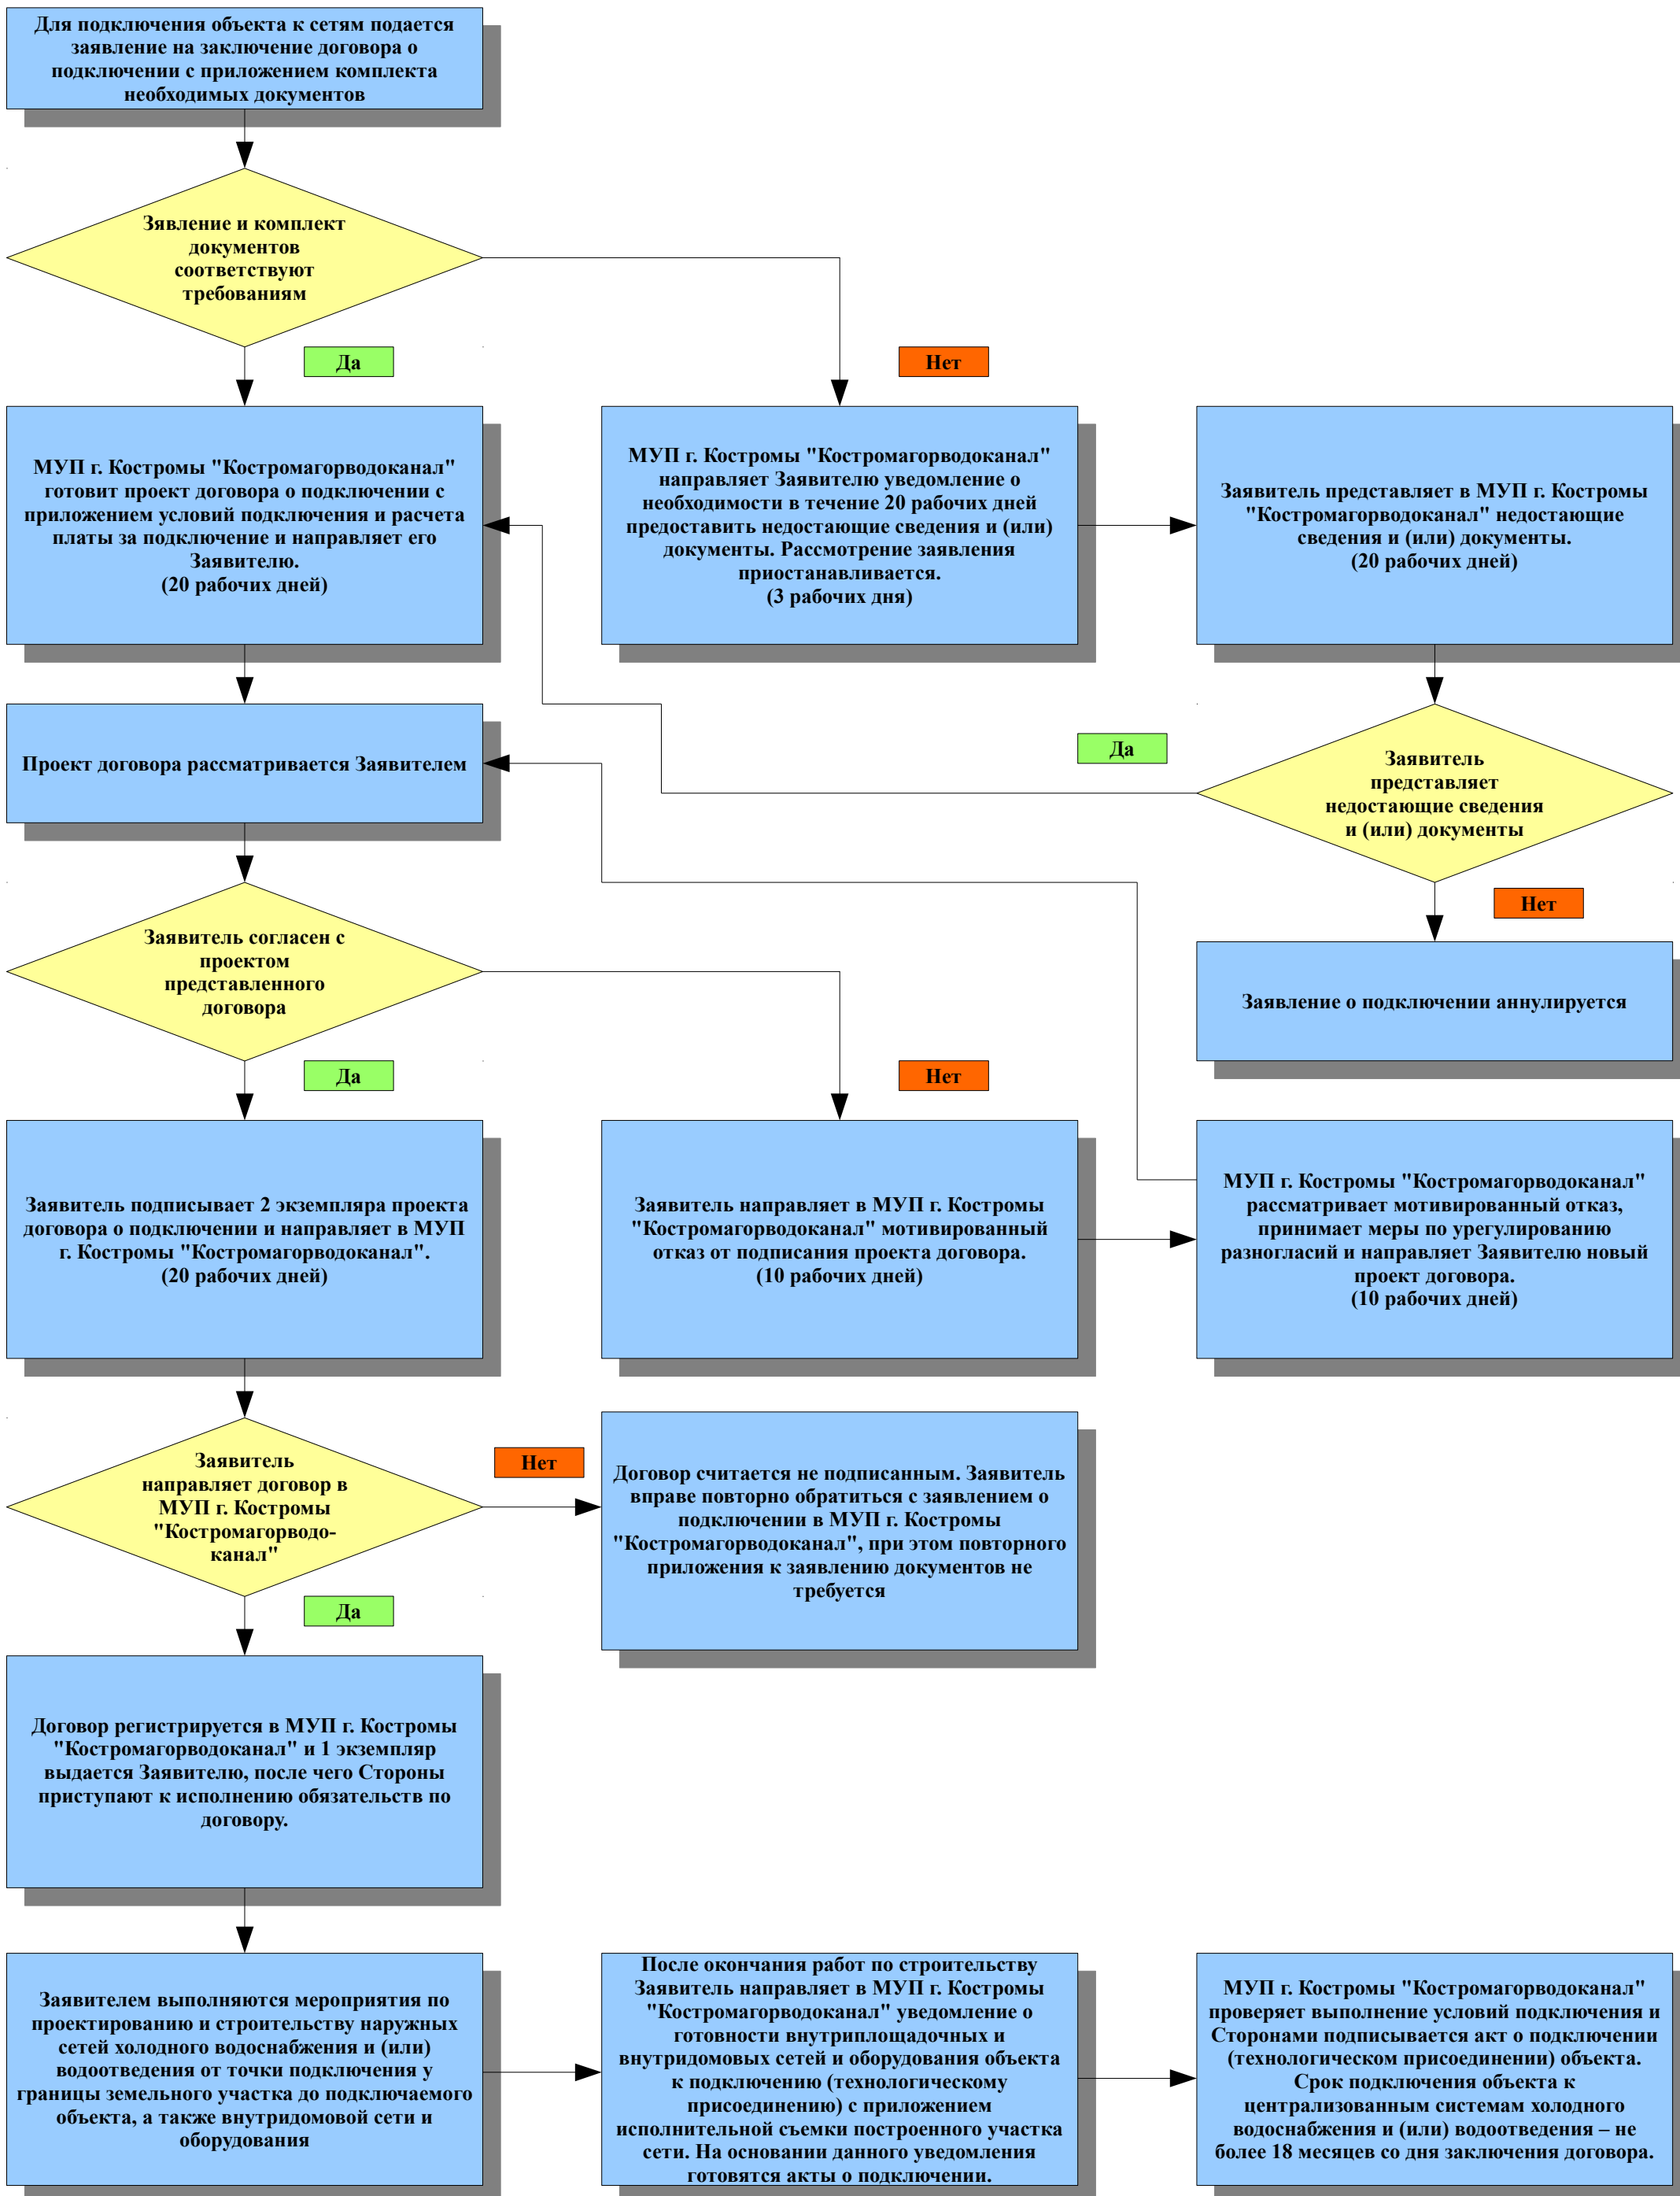 Для подключения объекта к сетям подается
заявление на заключение договора о
подключении с приложением комплекта
необходимых документов
Зявление и комплект
документов
соответствуют
требованиям
Да
Нет
МУП г. Костромы "Костромагорводоканал"
готовит проект договора о подключении с
приложением условий подключения и расчета
платы за подключение и направляет его
Заявителю.
(20 рабочих дней)
МУП г. Костромы "Костромагорводоканал"
направляет Заявителю уведомление о
необходимости в течение 20 рабочих дней
предоставить недостающие сведения и (или)
документы. Рассмотрение заявления
приостанавливается.
(3 рабочих дня)
Заявитель представляет в МУП г. Костромы
"Костромагорводоканал" недостающие
сведения и (или) документы.
(20 рабочих дней)
Проект договора рассматривается Заявителем
Да
Заявитель
представляет
недостающие сведения
и (или) документы
Нет
Заявитель согласен с
проектом
представленного
договора
Заявление о подключении аннулируется
Да
Нет
Заявитель подписывает 2 экземпляра проекта
договора о подключении и направляет в МУП
г. Костромы "Костромагорводоканал".
(20 рабочих дней)
Заявитель направляет в МУП г. Костромы
"Костромагорводоканал" мотивированный
отказ от подписания проекта договора.
(10 рабочих дней)
МУП г. Костромы "Костромагорводоканал"
рассматривает мотивированный отказ,
принимает меры по урегулированию
разногласий и направляет Заявителю новый
проект договора.
(10 рабочих дней)
Заявитель
направляет договор в
МУП г. Костромы
"Костромагорводо-
канал"
Нет
Договор считается не подписанным. Заявитель
вправе повторно обратиться с заявлением о
подключении в МУП г. Костромы
"Костромагорводоканал", при этом повторного
приложения к заявлению документов не
требуется
Да
Договор регистрируется в МУП г. Костромы
"Костромагорводоканал" и 1 экземпляр
выдается Заявителю, после чего Стороны
приступают к исполнению обязательств по
договору.
Заявителем выполняются мероприятия по
проектированию и строительству наружных
сетей холодного водоснабжения и (или)
водоотведения от точки подключения у
границы земельного участка до подключаемого
объекта, а также внутридомовой сети и
оборудования
После окончания работ по строительству
Заявитель направляет в МУП г. Костромы
"Костромагорводоканал" уведомление о
готовности внутриплощадочных и
внутридомовых сетей и оборудования объекта
к подключению (технологическому
присоединению) с приложением
исполнительной съемки построенного участка
сети. На основании данного уведомления
готовятся акты о подключении.
МУП г. Костромы "Костромагорводоканал"
проверяет выполнение условий подключения и
Сторонами подписывается акт о подключении
(технологическом присоединении) объекта.
Срок подключения объекта к
централизованным системам холодного
водоснабжения и (или) водоотведения – не
более 18 месяцев со дня заключения договора.